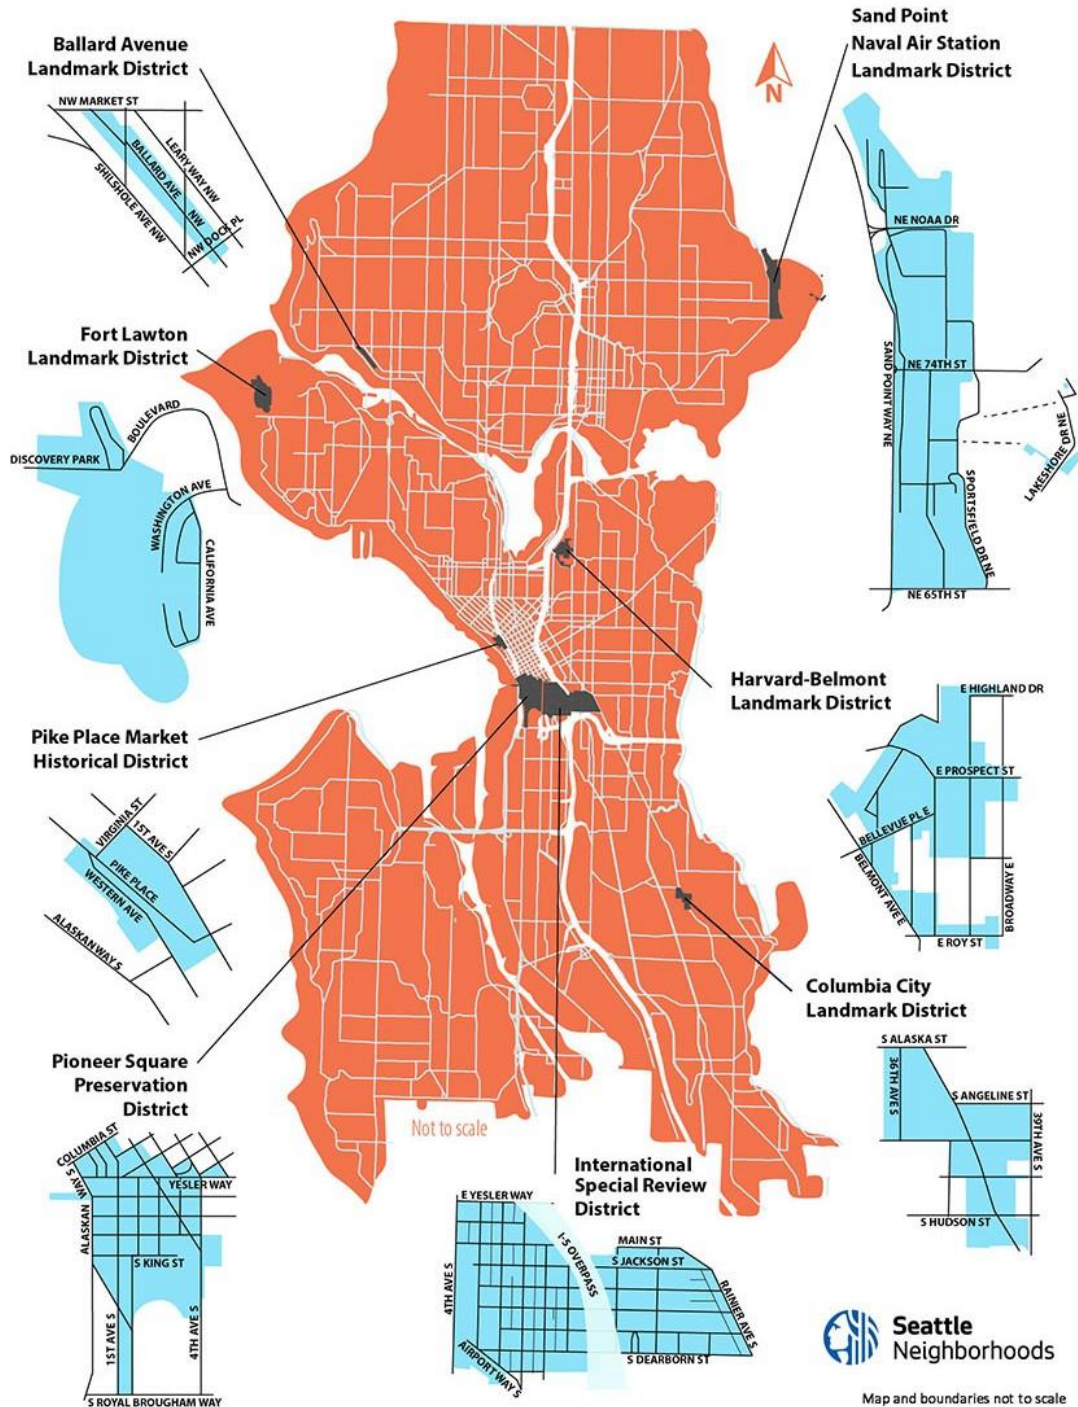 Ballard Avenue
Landmark District
NW MARKET ST
LEARY WAY NW
BALLARD AVE NW
SHILSHOLE AVE NW
NW DOCK PL
Sand Point
Naval Air Station
Landmark District
N
NE NOAA DR
SAND POINT WAY NE
NE 74TH ST
LAKESHORE DR NE
SPORTSFIELD DR NE
NE 65TH ST
Fort Lawton
Landmark District
BOULEVARD
DISCOVERY PARK
WASHINGTON AVE
CALIFORNIA AVE
Harvard-Belmont
Landmark District
E HIGHLAND DR
E PROSPECT ST
BELLEVUE PL E
BELMONT AVE E
BROADWAY E
E ROY ST
Pike Place Market
Historical District
VIRGINIA ST
1ST AVE S
PIKE PLACE
WESTERN AVE
ALASKAN WAY S
Columbia City
Landmark District
S ALASKA ST
36TH AVE S
S ANGELINE ST
39TH AVE S
S HUDSON ST
Pioneer Square
Preservation
District
COLUMBIA ST
YESLER WAY
ALASKAN WAY S
S KING ST
1ST AVE S
4TH AVE S
S ROYAL BROUGHAM WAY
Not to scale
International
Special Review
District
E YESLER WAY
I-5 OVERPASS
MAIN ST
S JACKSON ST
4TH AVE S
RAINIER AVE S
AIRPORT WAY S
S DEARBORN ST
Seattle
Neighborhoods
Map and boundaries not to scale